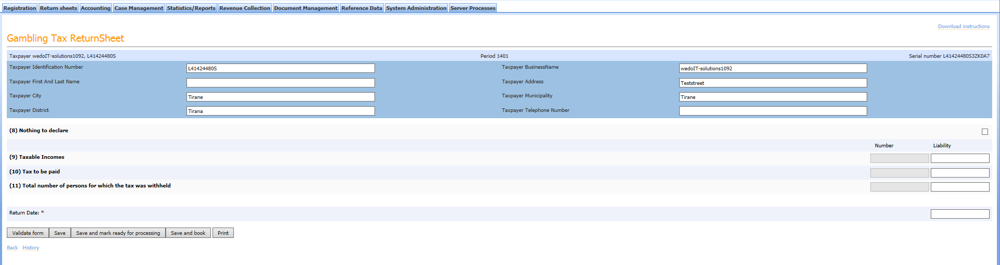 Registration Return sheets Accounting Case Management Statistics/Reports Revenue Collection Document Management Reference Data System Administration Server Processes
Download instructions
Gambling Tax ReturnSheet
Taxpayer wedoIT-solutions1092, L41424480S Period 1401 Serial number L41424480S3ZK0A7
Taxpayer Identification Number L41424480S Taxpayer BusinessName wedoIT-solutions1092
Taxpayer First And Last Name Taxpayer Address Teststreet
Taxpayer City Tirane Taxpayer Municipality Tirane
Taxpayer District Tirana Taxpayer Telephone Number
(8) Nothing to declare
Number Liability
(9) Taxable Incomes
(10) Tax to be paid
(11) Total number of persons for which the tax was withheld
Return Date: *
Validate form Save Save and mark ready for processing Save and book Print
Back History